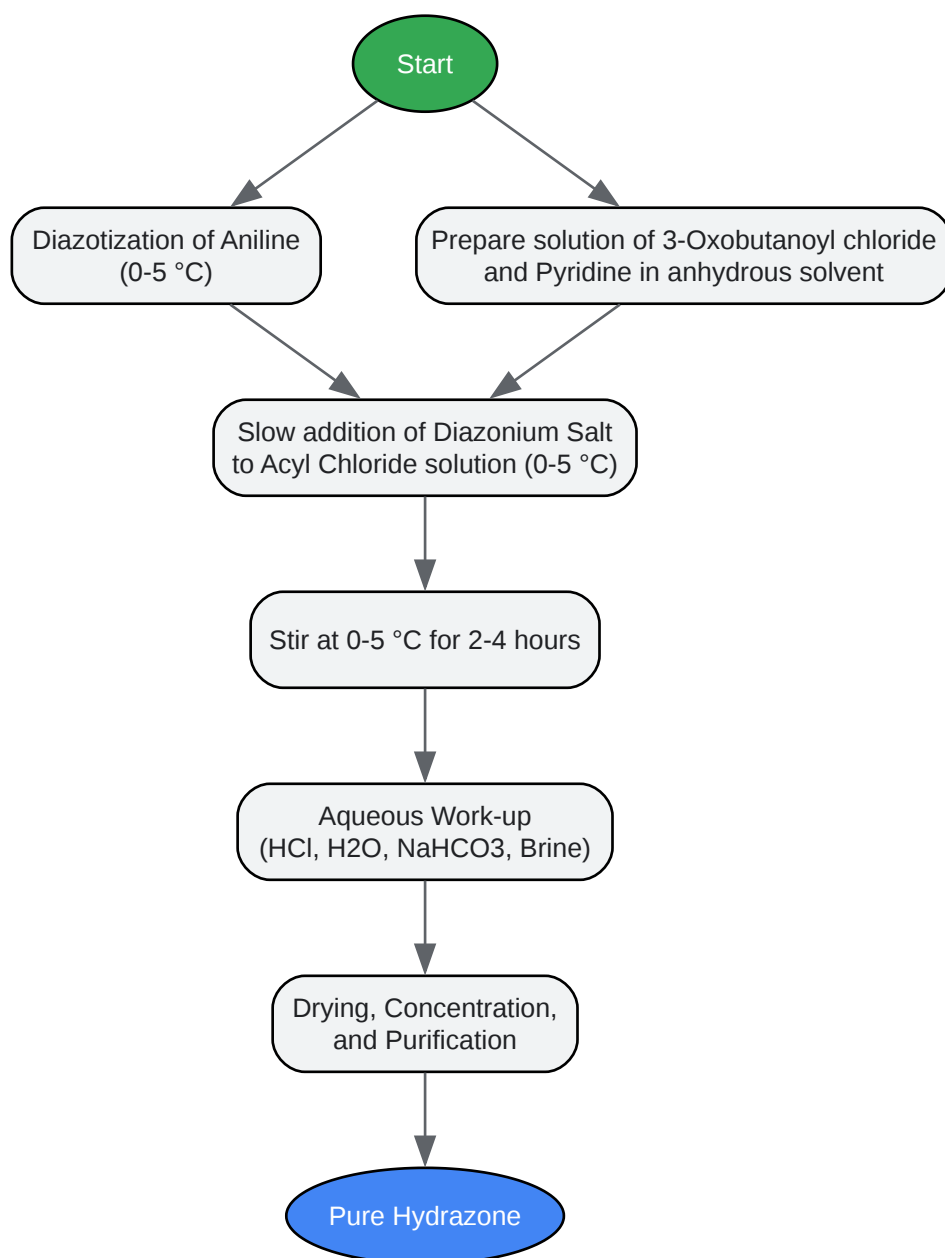 Start
Diazotization of Aniline
(0-5 °C)
Prepare solution of 3-Oxobutanoyl chloride
and Pyridine in anhydrous solvent
Slow addition of Diazonium Salt
to Acyl Chloride solution (0-5 °C)
Stir at 0-5 °C for 2-4 hours
Aqueous Work-up
(HCl, H2O, NaHCO3, Brine)
Drying, Concentration,
and Purification
Pure Hydrazone